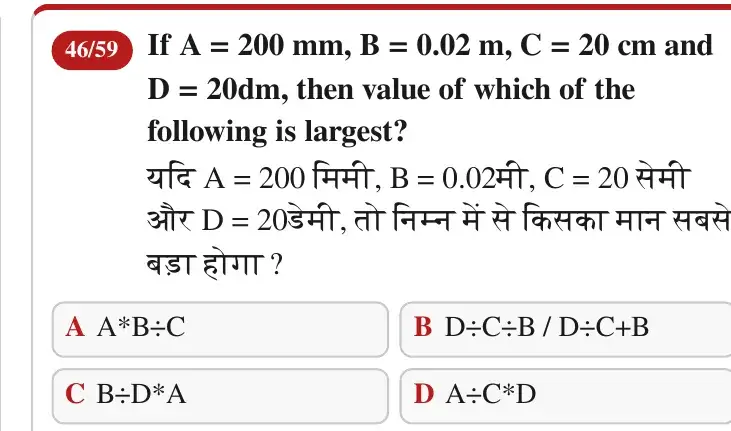 46/59 If A = 200 mm, B = 0.02 m, C = 20 cm and
D = 20dm, then value of which of the
following is largest?
यदि A = 200 मिमी, B = 0.02मी, C = 20 सेमी
और D = 20डेमी, तो निम्न में से किसका मान सबसे
बड़ा होगा ?
A A*B÷C
B D÷C÷B / D÷C+B
C B÷D*A
D A÷C*D